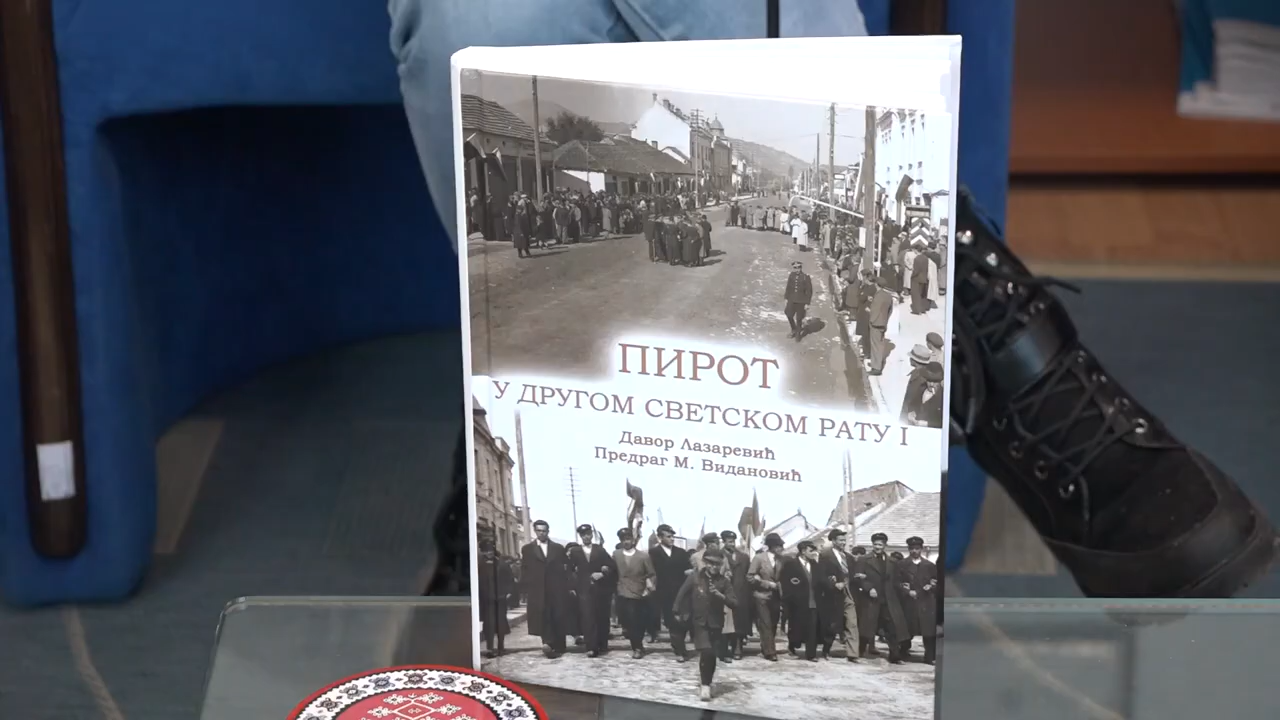 ПИРОТ
У ДРУГОМ СВЕТСКОМ РАТУ I
Давор Лазаревић
Предраг М. Видановић